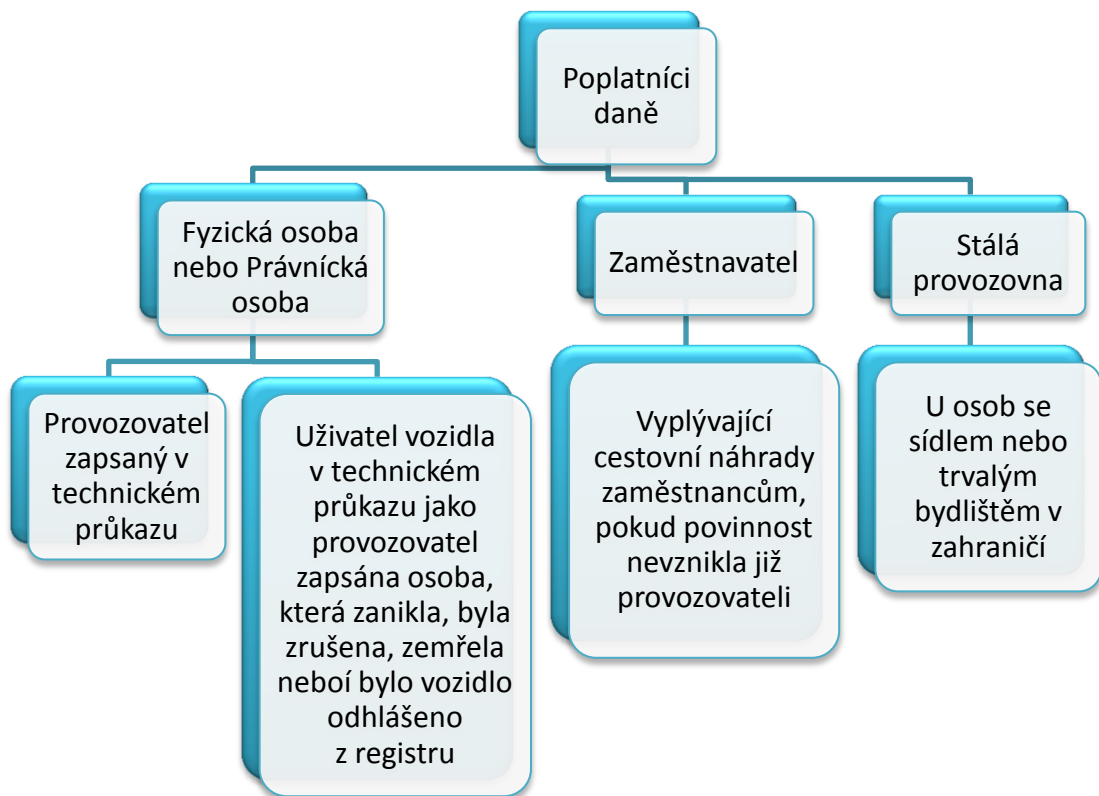 Poplatníci
daně
Fyzická osoba
nebo Právnícká
osoba
Zaměstnavatel
Stálá
provozovna
Provozovatel
zapsaný v
technickém
průkazu
Uživatel vozidla
v technickém
průkazu jako
provozovatel
zapsána osoba,
která zanikla, byla
zrušena, zemřela
neboí bylo vozidlo
odhlášeno
z registru
Vyplývající
cestovní náhrady
zaměstnancům,
pokud povinnost
nevznikla již
provozovateli
U osob se
sídlem nebo
trvalým
bydlištěm v
zahraničí